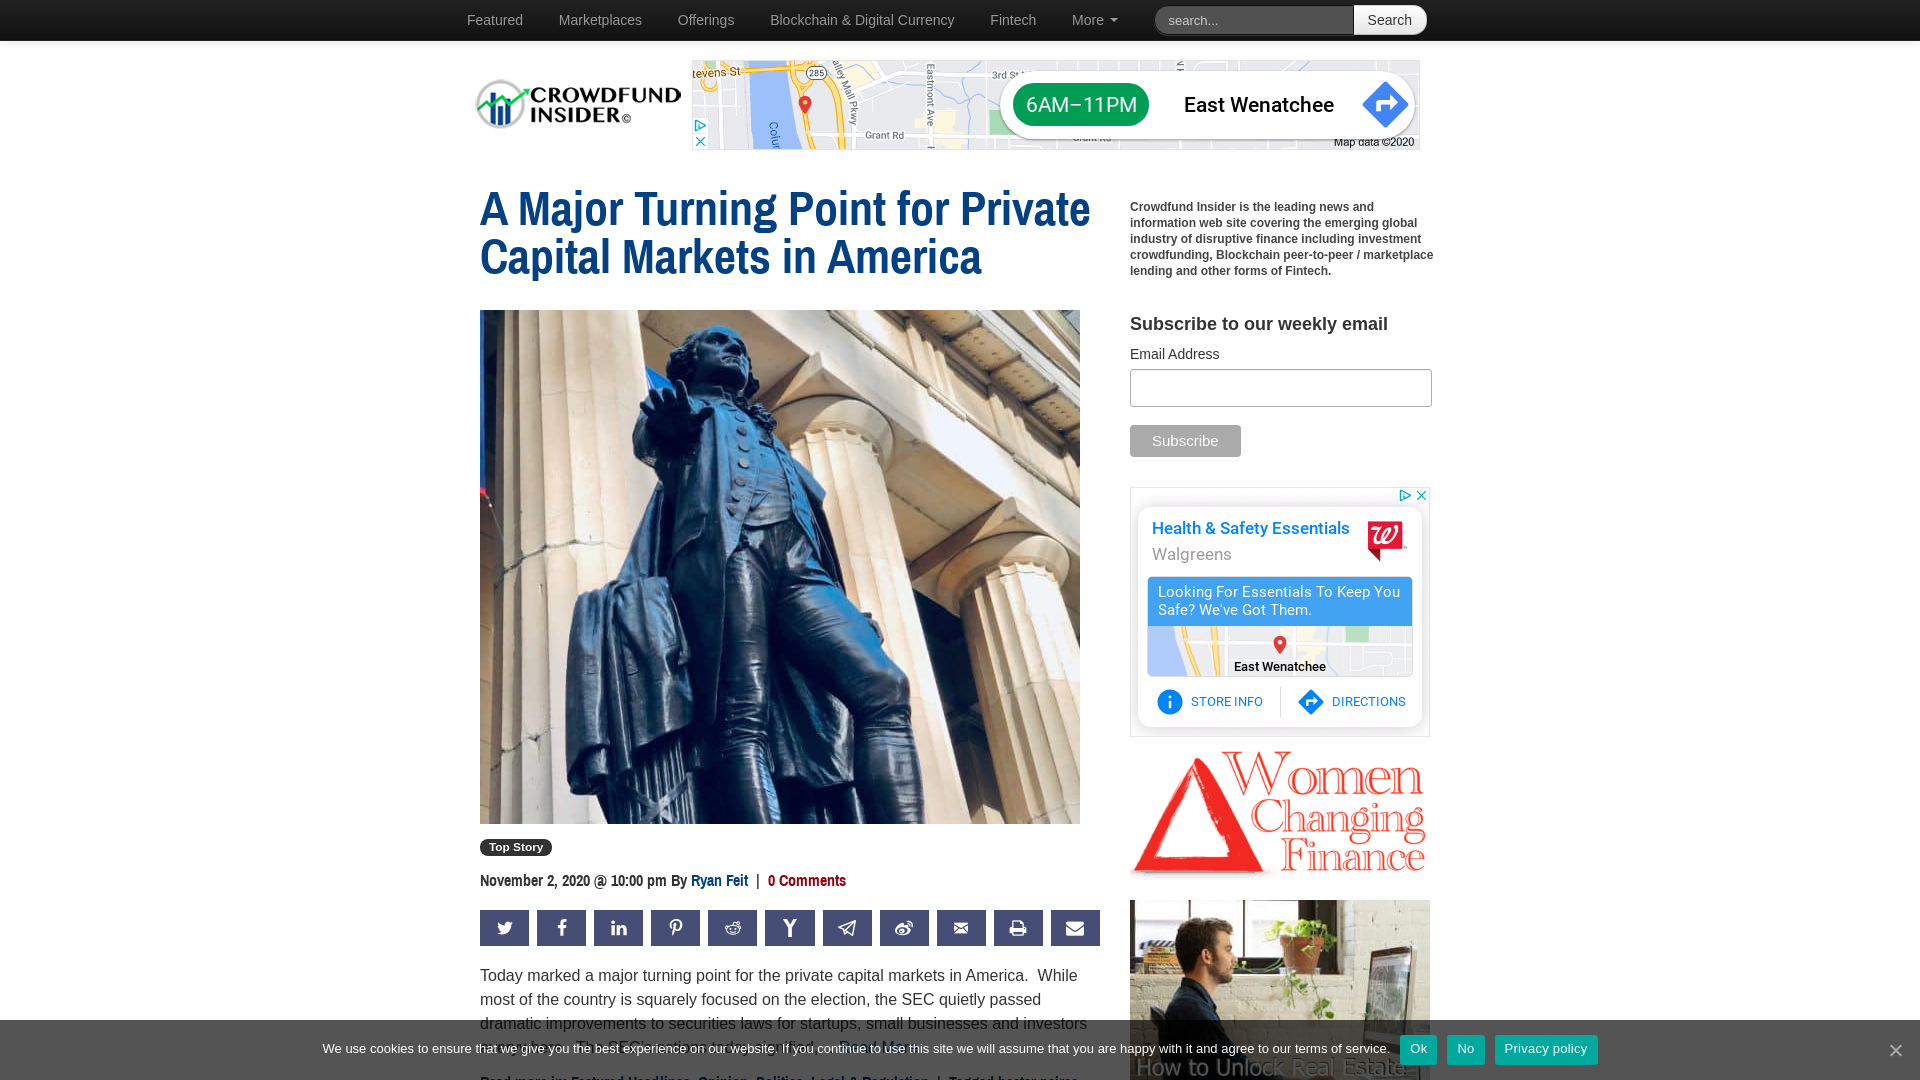 Featured
Marketplaces
Offerings
Blockchain & Digital Currency
Fintech
More
search...
Search
CROWDFUND
INSIDER©
tevens St
285
alley Mall Pkwy
Eastmont Ave
3rd St
Grant Rd
Colum
6AM–11PM
East Wenatchee
Map data ©2020
A Major Turning Point for Private
Capital Markets in America
Crowdfund Insider is the leading news and
information web site covering the emerging global
industry of disruptive finance including investment
crowdfunding, Blockchain peer-to-peer / marketplace
lending and other forms of Fintech.
Subscribe to our weekly email
Email Address
Subscribe
Health & Safety Essentials
Walgreens
Looking For Essentials To Keep You
Safe? We've Got Them.
East Wenatchee
STORE INFO
DIRECTIONS
Women
Changing
Finance
Top Story
November 2, 2020 @ 10:00 pm By Ryan Feit | 0 Comments
Today marked a major turning point for the private capital markets in America. While
most of the country is squarely focused on the election, the SEC quietly passed
dramatic improvements to securities laws for startups, small businesses and investors
We use cookies to ensure that we give you the best experience on our website. If you continue to use this site we will assume that you are happy with it and agree to our terms of service.
Ok
No
Privacy policy
How to Unlock Real Estate